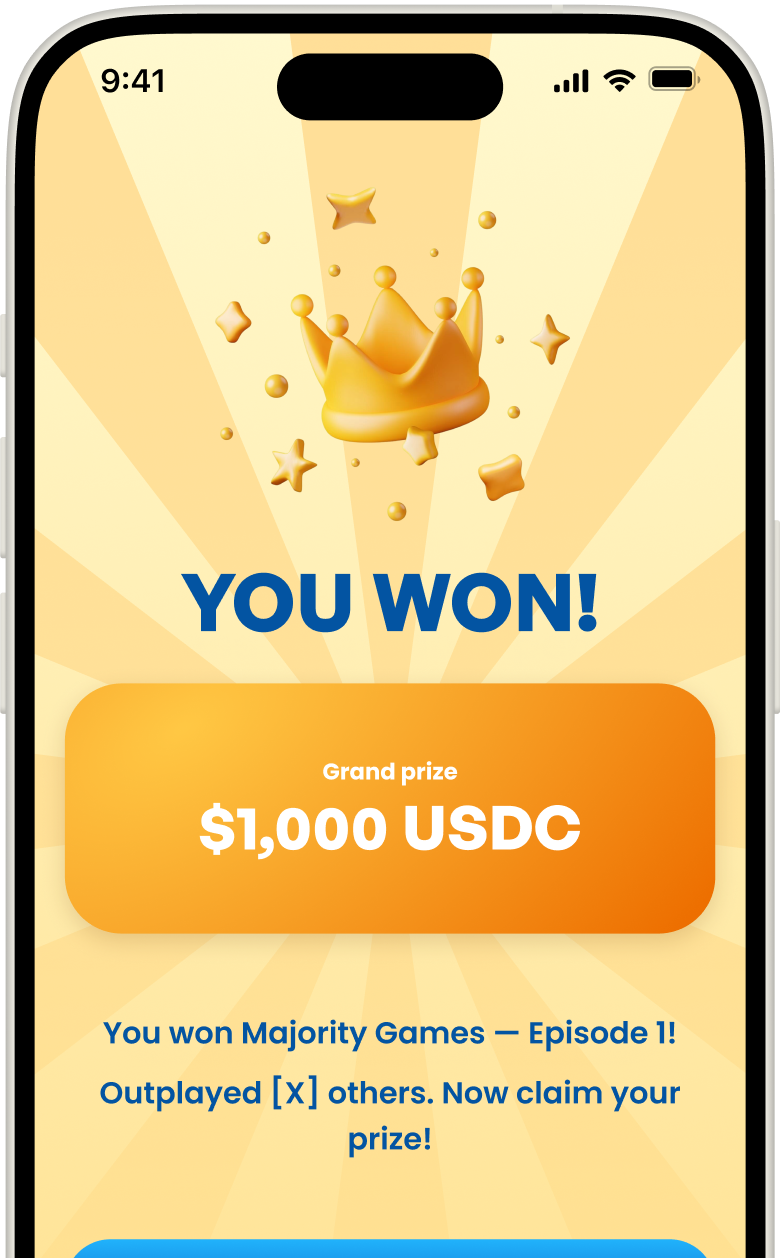 9:41
YOU WON!
Grand prize
$1,000 USDC
You won Majority Games — Episode 1!
Outplayed [X] others. Now claim your
prize!